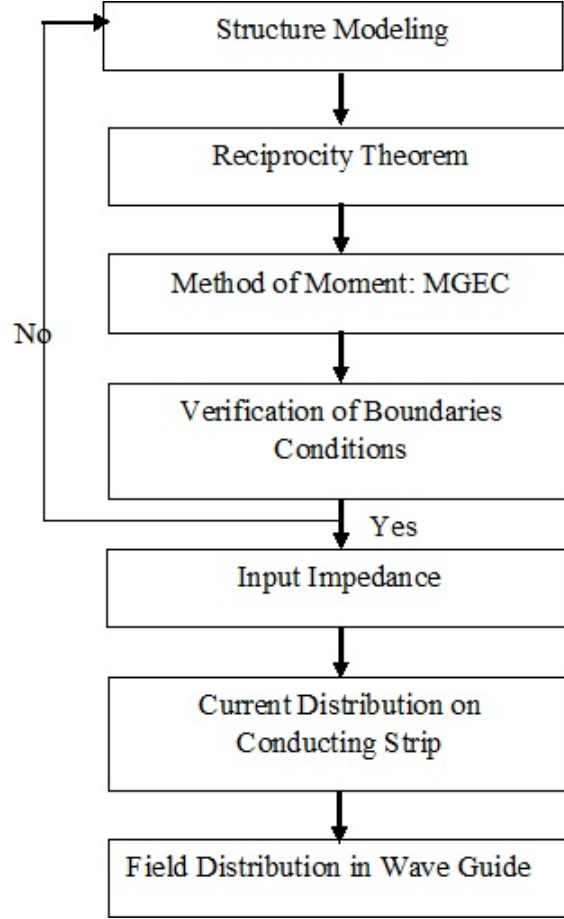 Structure Modeling
Reciprocity Theorem
Method of Moment: MGEC
No
Verification of Boundaries
Conditions
Yes
Input Impedance
Current Distribution on
Conducting Strip
Field Distribution in Wave Guide